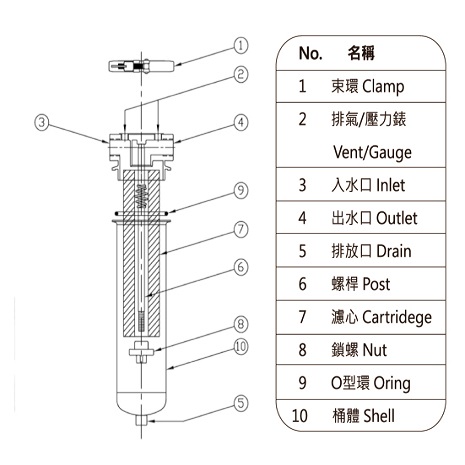 1
2
3
4
9
7
6
8
10
5
No. 名稱
1 束環 Clamp
2 排氣/壓力錶
Vent/Gauge
3 入水口 Inlet
4 出水口 Outlet
5 排放口 Drain
6 螺桿 Post
7 濾心 Cartridege
8 鎖螺 Nut
9 O型環 Oring
10 桶體 Shell